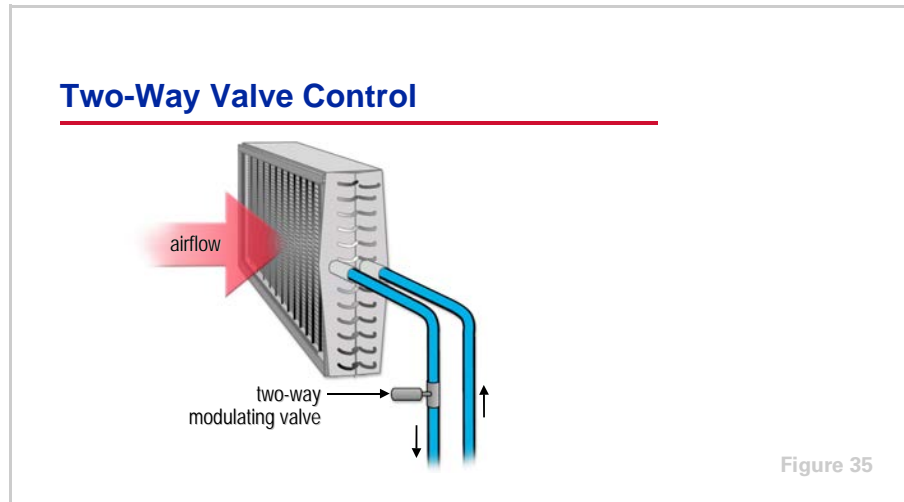 Two-Way Valve Control
airflow
two-way
modulating valve
Figure 35